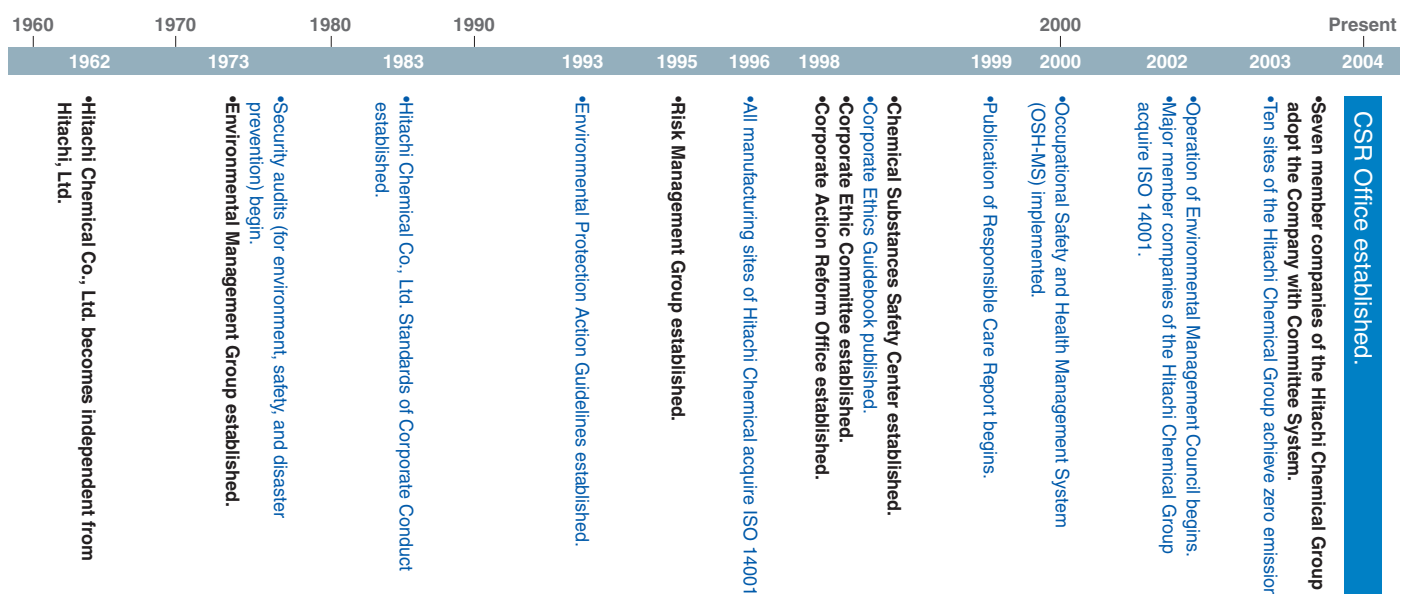 1960 1970 1980 1990 2000 Present
1962 1973 1983 1993 1995 1996 1998 1999 2000 2002 2003 2004
•Hitachi Chemical Co., Ltd. becomes independent from
Hitachi, Ltd.
•Security audits (for environment, safety, and disaster
prevention) begin.
•Environmental Management Group established.
•Hitachi Chemical Co., Ltd. Standards of Corporate Conduct
established.
•Environmental Protection Action Guidelines established.
•Risk Management Group established.
•All manufacturing sites of Hitachi Chemical acquire ISO 14001
•Chemical Substances Safety Center established.
•Corporate Ethics Guidebook published.
•Corporate Ethic Committee established.
•Corporate Action Reform Office established.
•Publication of Responsible Care Report begins.
•Occupational Safety and Health Management System
(OSH-MS) implemented.
•Operation of Environmental Management Council begins.
•Major member companies of the Hitachi Chemical Group
acquire ISO 14001.
•Seven member companies of the Hitachi Chemical Group
adopt the Company with Committee System.
•Ten sites of the Hitachi Chemical Group achieve zero emission
CSR Office established.